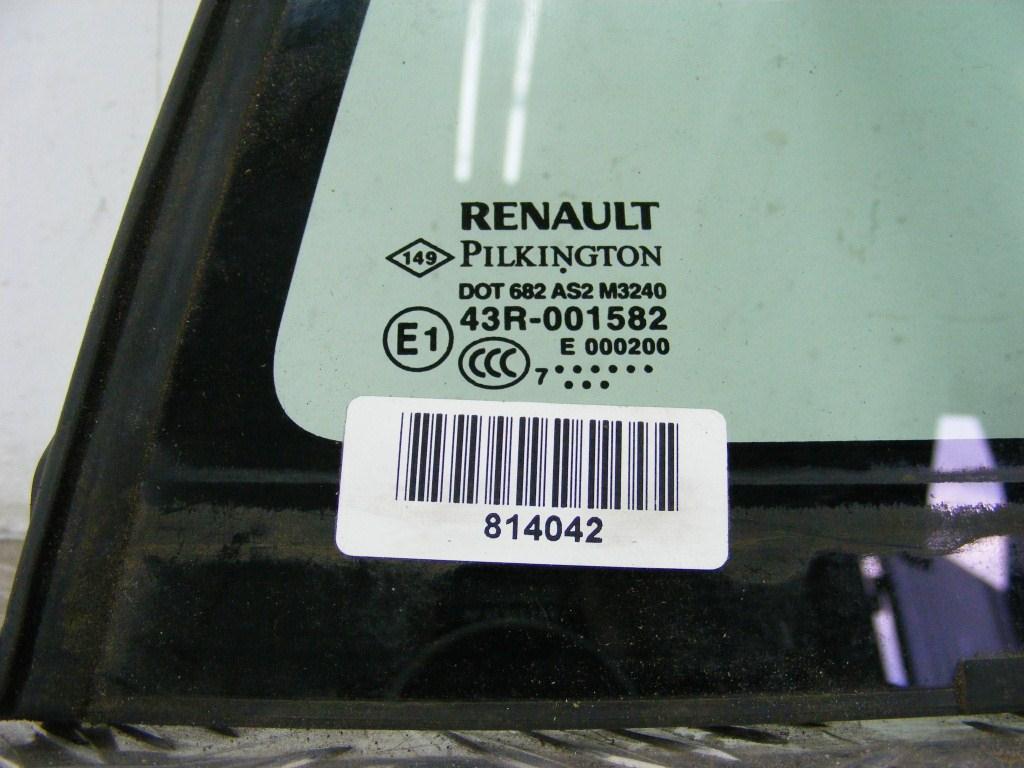 RENAULT
149 PILKINGTON
DOT 682 AS2 M3240
43R-001582
E1
E 000200
CCC 7 ......
...
814042